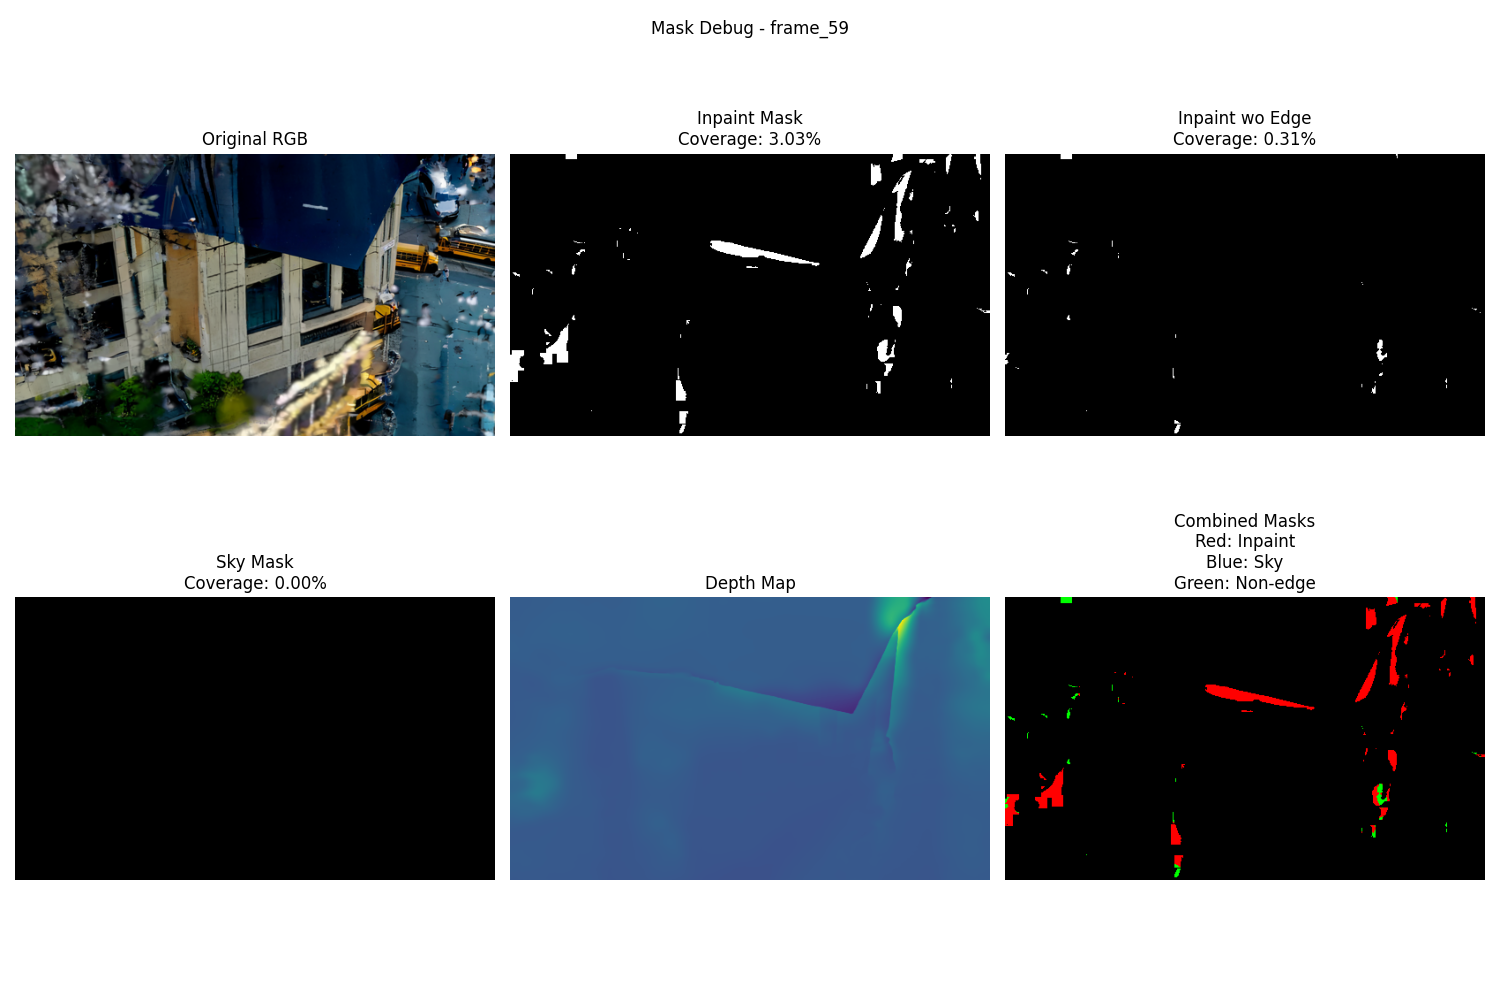 Mask Debug - frame_59
Original RGB
Inpaint Mask
Coverage: 3.03%
Inpaint wo Edge
Coverage: 0.31%
Sky Mask
Coverage: 0.00%
Depth Map
Combined Masks
Red: Inpaint
Blue: Sky
Green: Non-edge